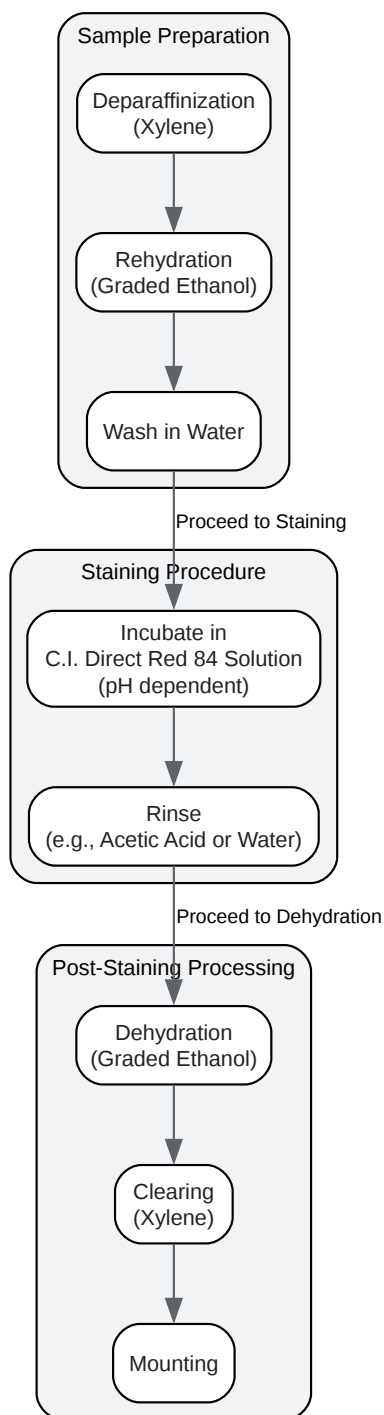 Sample Preparation
Deparaffinization
(Xylene)
Rehydration
(Graded Ethanol)
Wash in Water
Proceed to Staining
Staining Procedure
Incubate in
C.I. Direct Red 84 Solution
(pH dependent)
Rinse
(e.g., Acetic Acid or Water)
Proceed to Dehydration
Post-Staining Processing
Dehydration
(Graded Ethanol)
Clearing
(Xylene)
Mounting